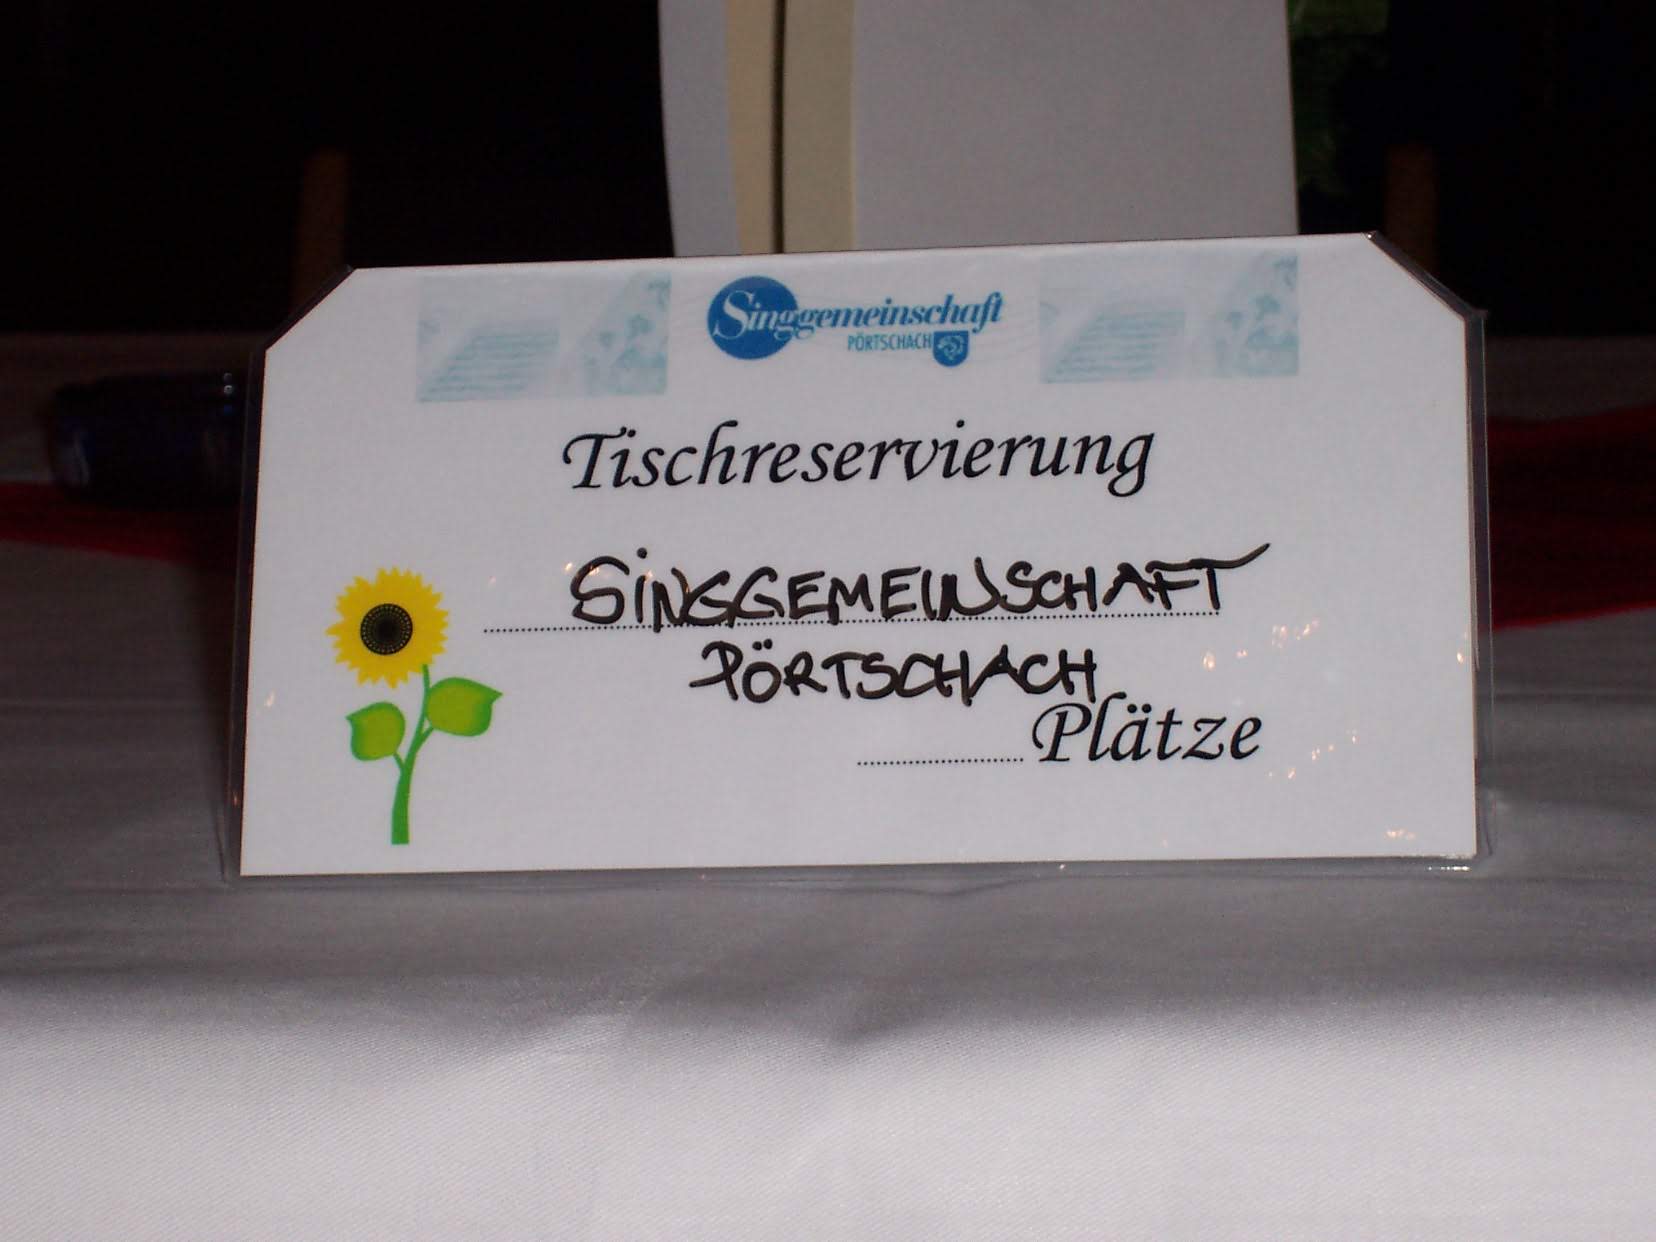 Singgemeinschaft
PÖRTSCHACH
Tischreservierung
SINGGEMEINSCHAFT
PÖRTSCHACH
............... Plätze